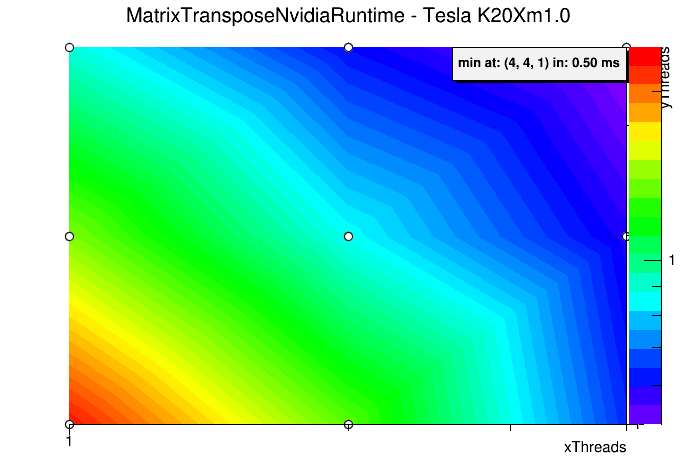 MatrixTransposeNvidiaRuntime - Tesla K20Xm1.0
min at: (4, 4, 1) in: 0.50 ms
yThreads
1
1
xThreads